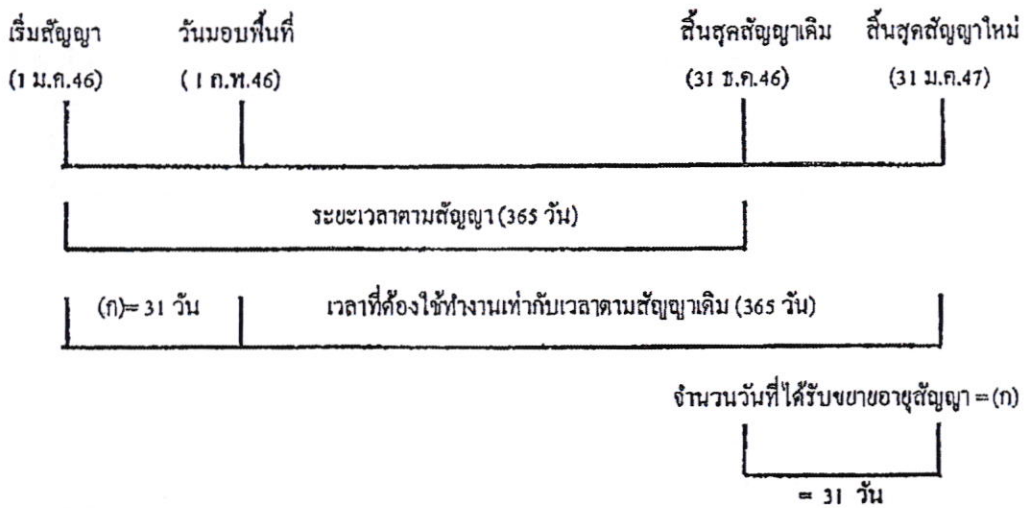 เริ่มสัญญา วันมอบพื้นที่ สิ้นสุดสัญญาเดิม สิ้นสุดสัญญาใหม่
(1 ม.ค.46) ( 1 ก.พ.46) (31 ธ.ค.46) (31 ม.ค.47)
ระยะเวลาตามสัญญา (365 วัน)
(ก)= 31 วัน เวลาที่ต้องใช้ทำงานเท่ากับเวลาตามสัญญาเดิม (365 วัน)
จำนวนวันที่ได้รับขยายอายุสัญญา = (ก)
= 31 วัน